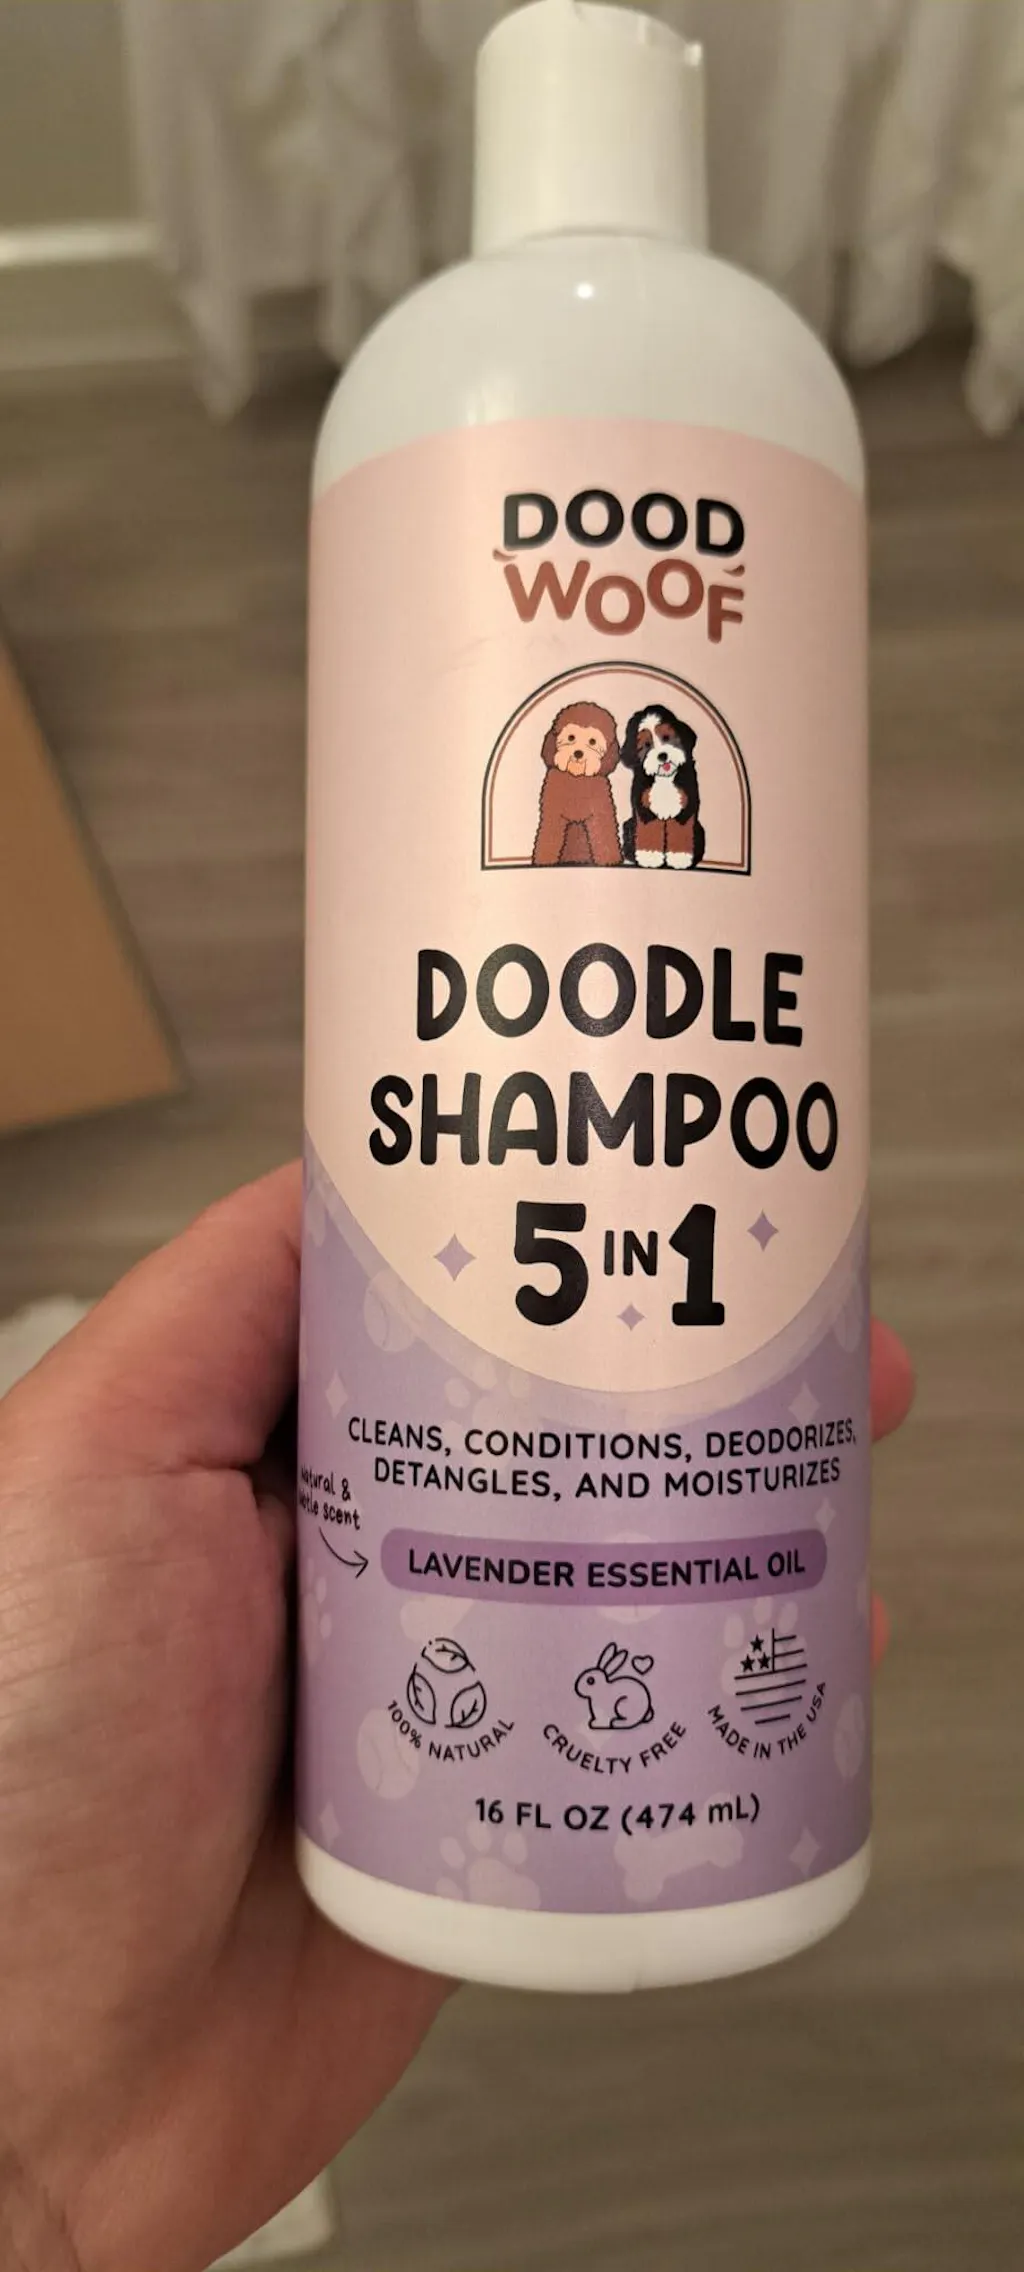 DOOD
WOOF
DOODLE
SHAMPOO
5 IN 1
CLEANS, CONDITIONS, DEODORIZES,
DETANGLES, AND MOISTURIZES
&
scent
LAVENDER ESSENTIAL OIL
100% NATURAL
CRUELTY FREE
MADE IN THE USA
16 FL OZ (474 mL)